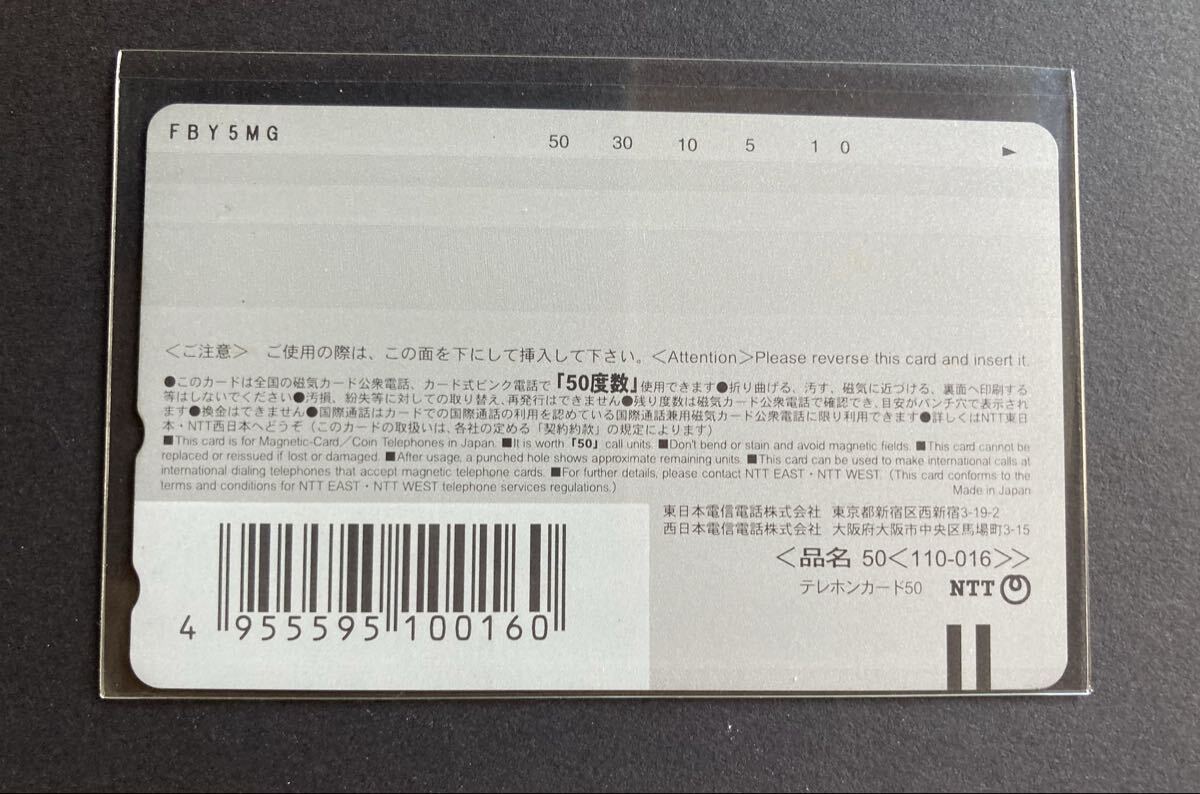 FBY5MG
50 30 10 5 1 0
＜ご注意＞ ご使用の際は、この面を下にして挿入して下さい。＜Attention＞Please reverse this card and insert it.
●このカードは全国の磁気カード公衆電話、カード式ピンク電話で「50度数」使用できます●折り曲げる、汚す、磁気に近づける、裏面へ印刷する
等はしないでください●汚損、紛失等に対しての取り替え、再発行はできません●残り度数は磁気カード公衆電話で確認でき、目安がパンチ穴で表示されま
す●換金はできません●国際通話はカードでの国際通話の利用を認めている国際通話兼用磁気カード公衆電話に限り利用できます●詳しくはNTT東日
本・NTT西日本へどうぞ（このカードの取扱いは、各社の定める「契約約款」の規定によります）
■This card is for Magnetic-Card／Coin Telephones in Japan. ■It is worth「50」call units. ■Don't bend or stain and avoid magnetic fields. ■This card cannot be
replaced or reissued if lost or damaged. ■After usage, a punched hole shows approximate remaining units. ■This card can be used to make international calls at
international dialing telephones that accept magnetic telephone cards. ■For further details, please contact NTT EAST・NTT WEST.（This card conforms to the
terms and conditions for NTT EAST・NTT WEST telephone services regulations.）
Made in Japan
東日本電信電話株式会社 東京都新宿区西新宿3-19-2
西日本電信電話株式会社 大阪府大阪市中央区馬場町3-15
＜品名 50＜110-016＞＞
テレホンカード50 NTT
4 955595 100160